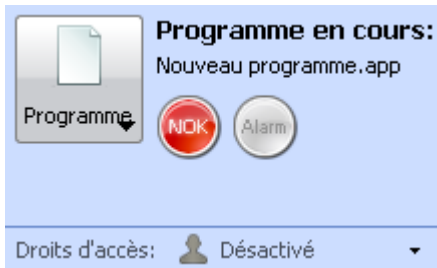 Programme en cours:
Nouveau programme.app
Programme
NOK
Alarm
Droits d'accès:
Désactivé